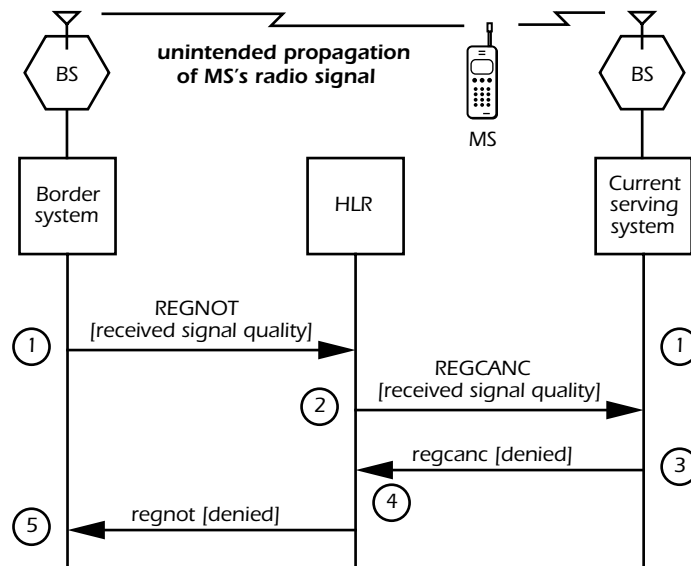 unintended propagation
of MS's radio signal
BS
BS
MS
Border
system
HLR
Current
serving
system
REGNOT
[received signal quality]
1
1
REGCANC
[received signal quality]
2
regcanc [denied]
3
4
regnot [denied]
5